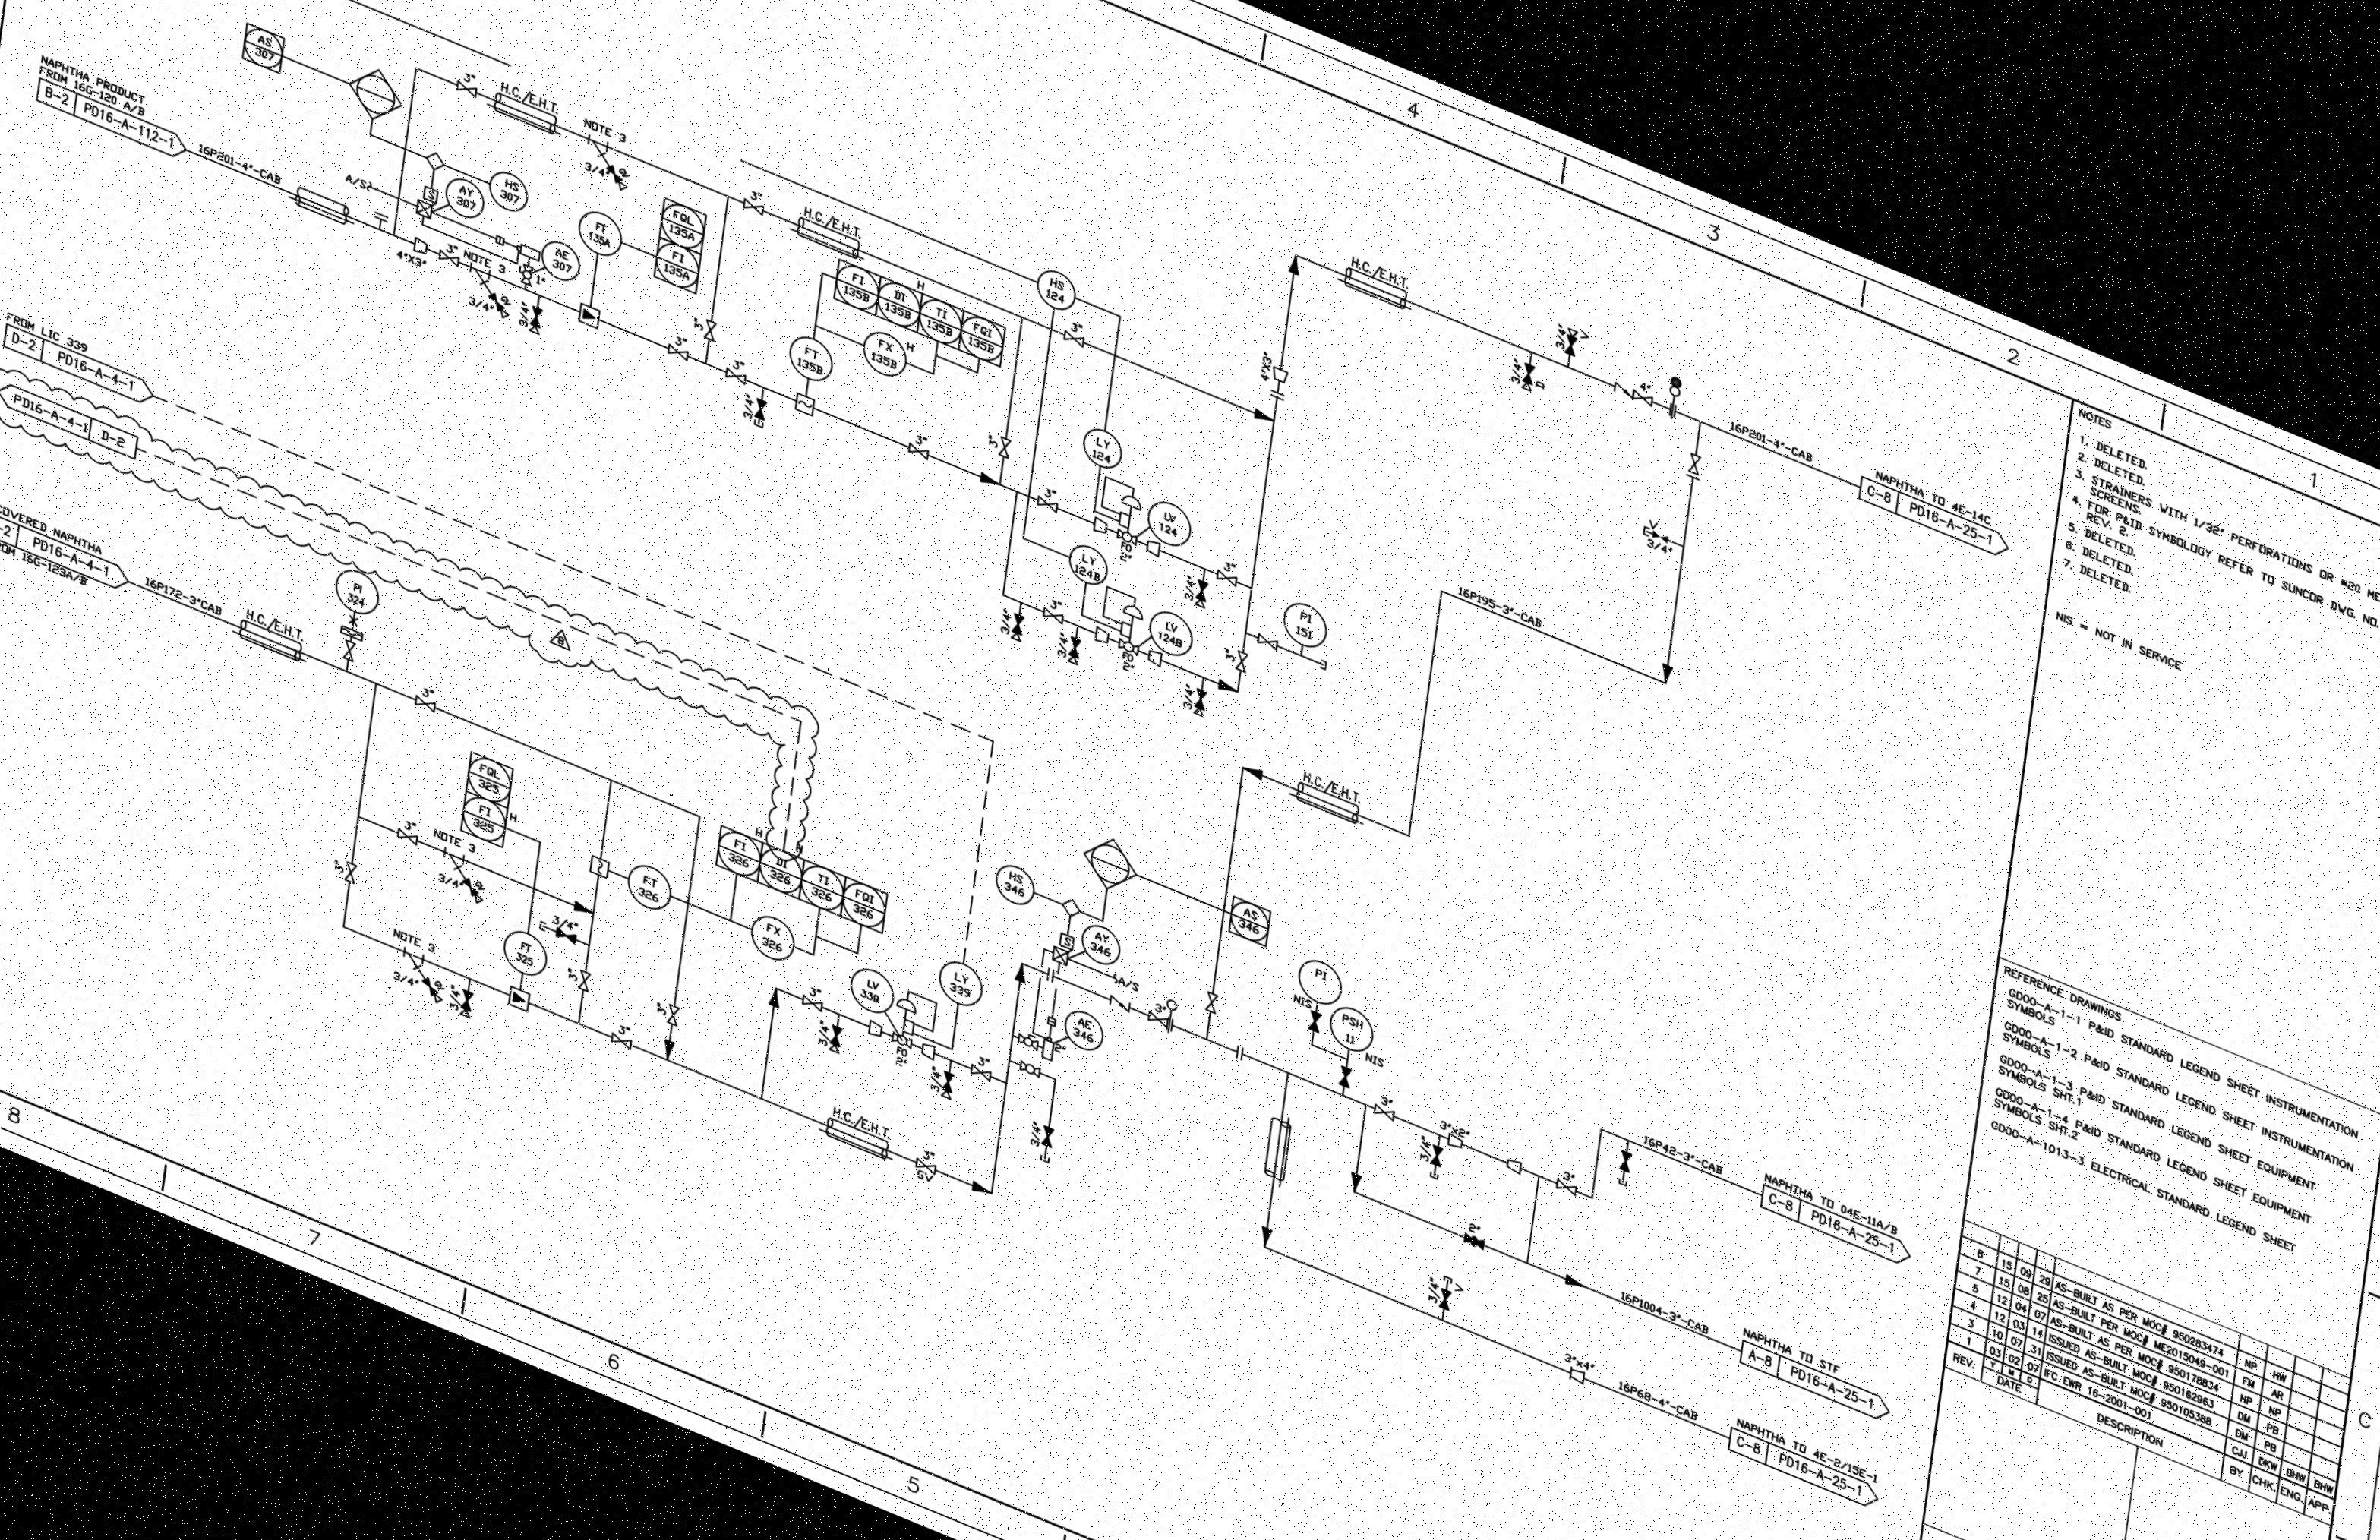 4
3
2
1
AS
307
NAPHTHA PRODUCT
FROM 16G-120 A/B
B-2 PD16-A-112-1
16P201-4"-CAB
3"
H.C./E.H.T.
NOTE 3
3/4"
A/S
AY
307
HS
307
S
4"X3"
3"
NOTE 3
3/4"
3/4"
AE
307
1"
FT
135A
FQL
135A
FI
135A
3"
H.C./E.H.T.
3"
3"
3"
FI
135B
DI
135B
TI
135B
FQI
135B
H
FT
135B
FX
135B
H
3/4"
3"
3"
HS
124
3"
LY
124
3"
LV
124
FO
2"
3/4"
3"
LY
124B
3/4"
3"
3/4"
LV
124B
FO
2"
3/4"
3"
PI
151
4"X3"
H.C./E.H.T.
3/4"
D
3/4"
V
4"
16P201-4"-CAB
NAPHTHA TO 4E-14C
C-8 PD16-A-25-1
V
3/4"
16P195-3"-CAB
H.C./E.H.T.
FROM LIC 339
D-2 PD16-A-4-1
PD16-A-4-1 D-2
8
COVERED NAPHTHA
-2 PD16-A-4-1
OM 16G-123A/B
16P172-3"CAB
H.C./E.H.T.
PI
324
3"
FQL
325
FI
325
H
3"
NOTE 3
3/4"
3"
NOTE 3
3/4"
3/4"
FT
325
3/4"
3"
FT
326
FI
326
DI
326
TI
326
FQI
326
H
FX
326
3"
3"
LV
339
LY
339
3"
3/4"
FO
2"
3/4"
3"
H.C./E.H.T.
3"
HS
346
AS
346
S
AY
346
A/S
AE
346
2"
3"
3/4"
PI
NIS
PSH
11
NIS
3"
3/4"
3"x2"
3"
16P42-3"-CAB
NAPHTHA TO 04E-11A/B
C-8 PD16-A-25-1
2"
16P1004-3"-CAB
NAPHTHA TO STF
A-8 PD16-A-25-1
3/4"
V
3"x4"
16P68-4"-CAB
NAPHTHA TO 4E-2/15E-1
C-8 PD16-A-25-1
8
7
6
5
C
NOTES
1. DELETED.
2. DELETED.
3. STRAINERS WITH 1/32" PERFORATIONS OR #20 ME
SCREENS.
4. FOR P&ID SYMBOLOGY REFER TO SUNCOR DWG. NO.
REV. 2.
5. DELETED.
6. DELETED.
7. DELETED.
NIS = NOT IN SERVICE
REFERENCE DRAWINGS
GD00-A-1-1 P&ID STANDARD LEGEND SHEET INSTRUMENTATION
SYMBOLS
GD00-A-1-2 P&ID STANDARD LEGEND SHEET INSTRUMENTATION
SYMBOLS
GD00-A-1-3 P&ID STANDARD LEGEND SHEET EQUIPMENT
SYMBOLS SHT.1
GD00-A-1-4 P&ID STANDARD LEGEND SHEET EQUIPMENT
SYMBOLS SHT.2
GD00-A-1013-3 ELECTRICAL STANDARD LEGEND SHEET
8 15 09 29 AS-BUILT AS PER MOC# 950283474 NP HW
7 15 08 25 AS-BUILT PER MOC# ME2015049-001 FM AR
5 12 04 07 AS-BUILT AS PER MOC# 950178834 NP NP
4 12 03 14 ISSUED AS-BUILT MOC# 950162963 DM PB
3 10 07 31 ISSUED AS-BUILT MOC# 950105388 DM PB
1 03 02 07 IFC EWR 16-2001-001 CJJ DKW BHW BHW
REV. Y M D DATE DESCRIPTION BY CHK. ENG. APP.